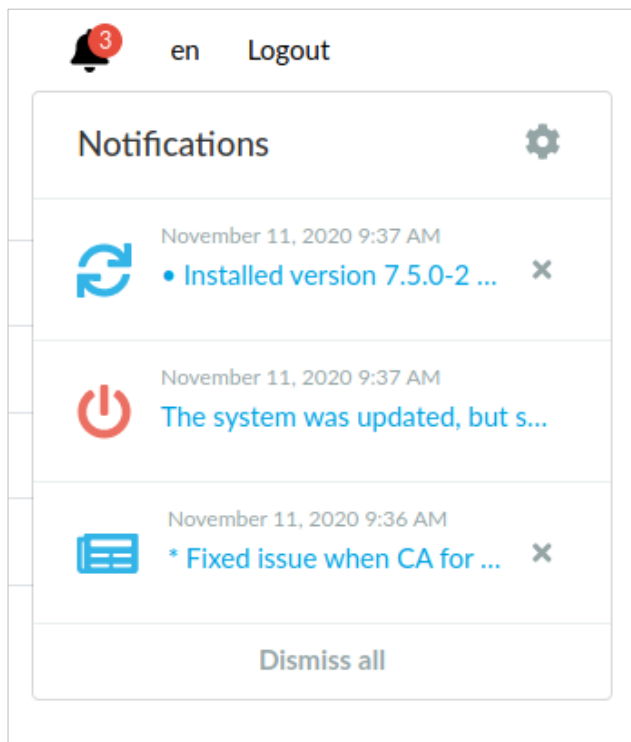 3
en Logout
Notifications
November 11, 2020 9:37 AM
• Installed version 7.5.0-2 ...
November 11, 2020 9:37 AM
The system was updated, but s...
November 11, 2020 9:36 AM
* Fixed issue when CA for ...
Dismiss all